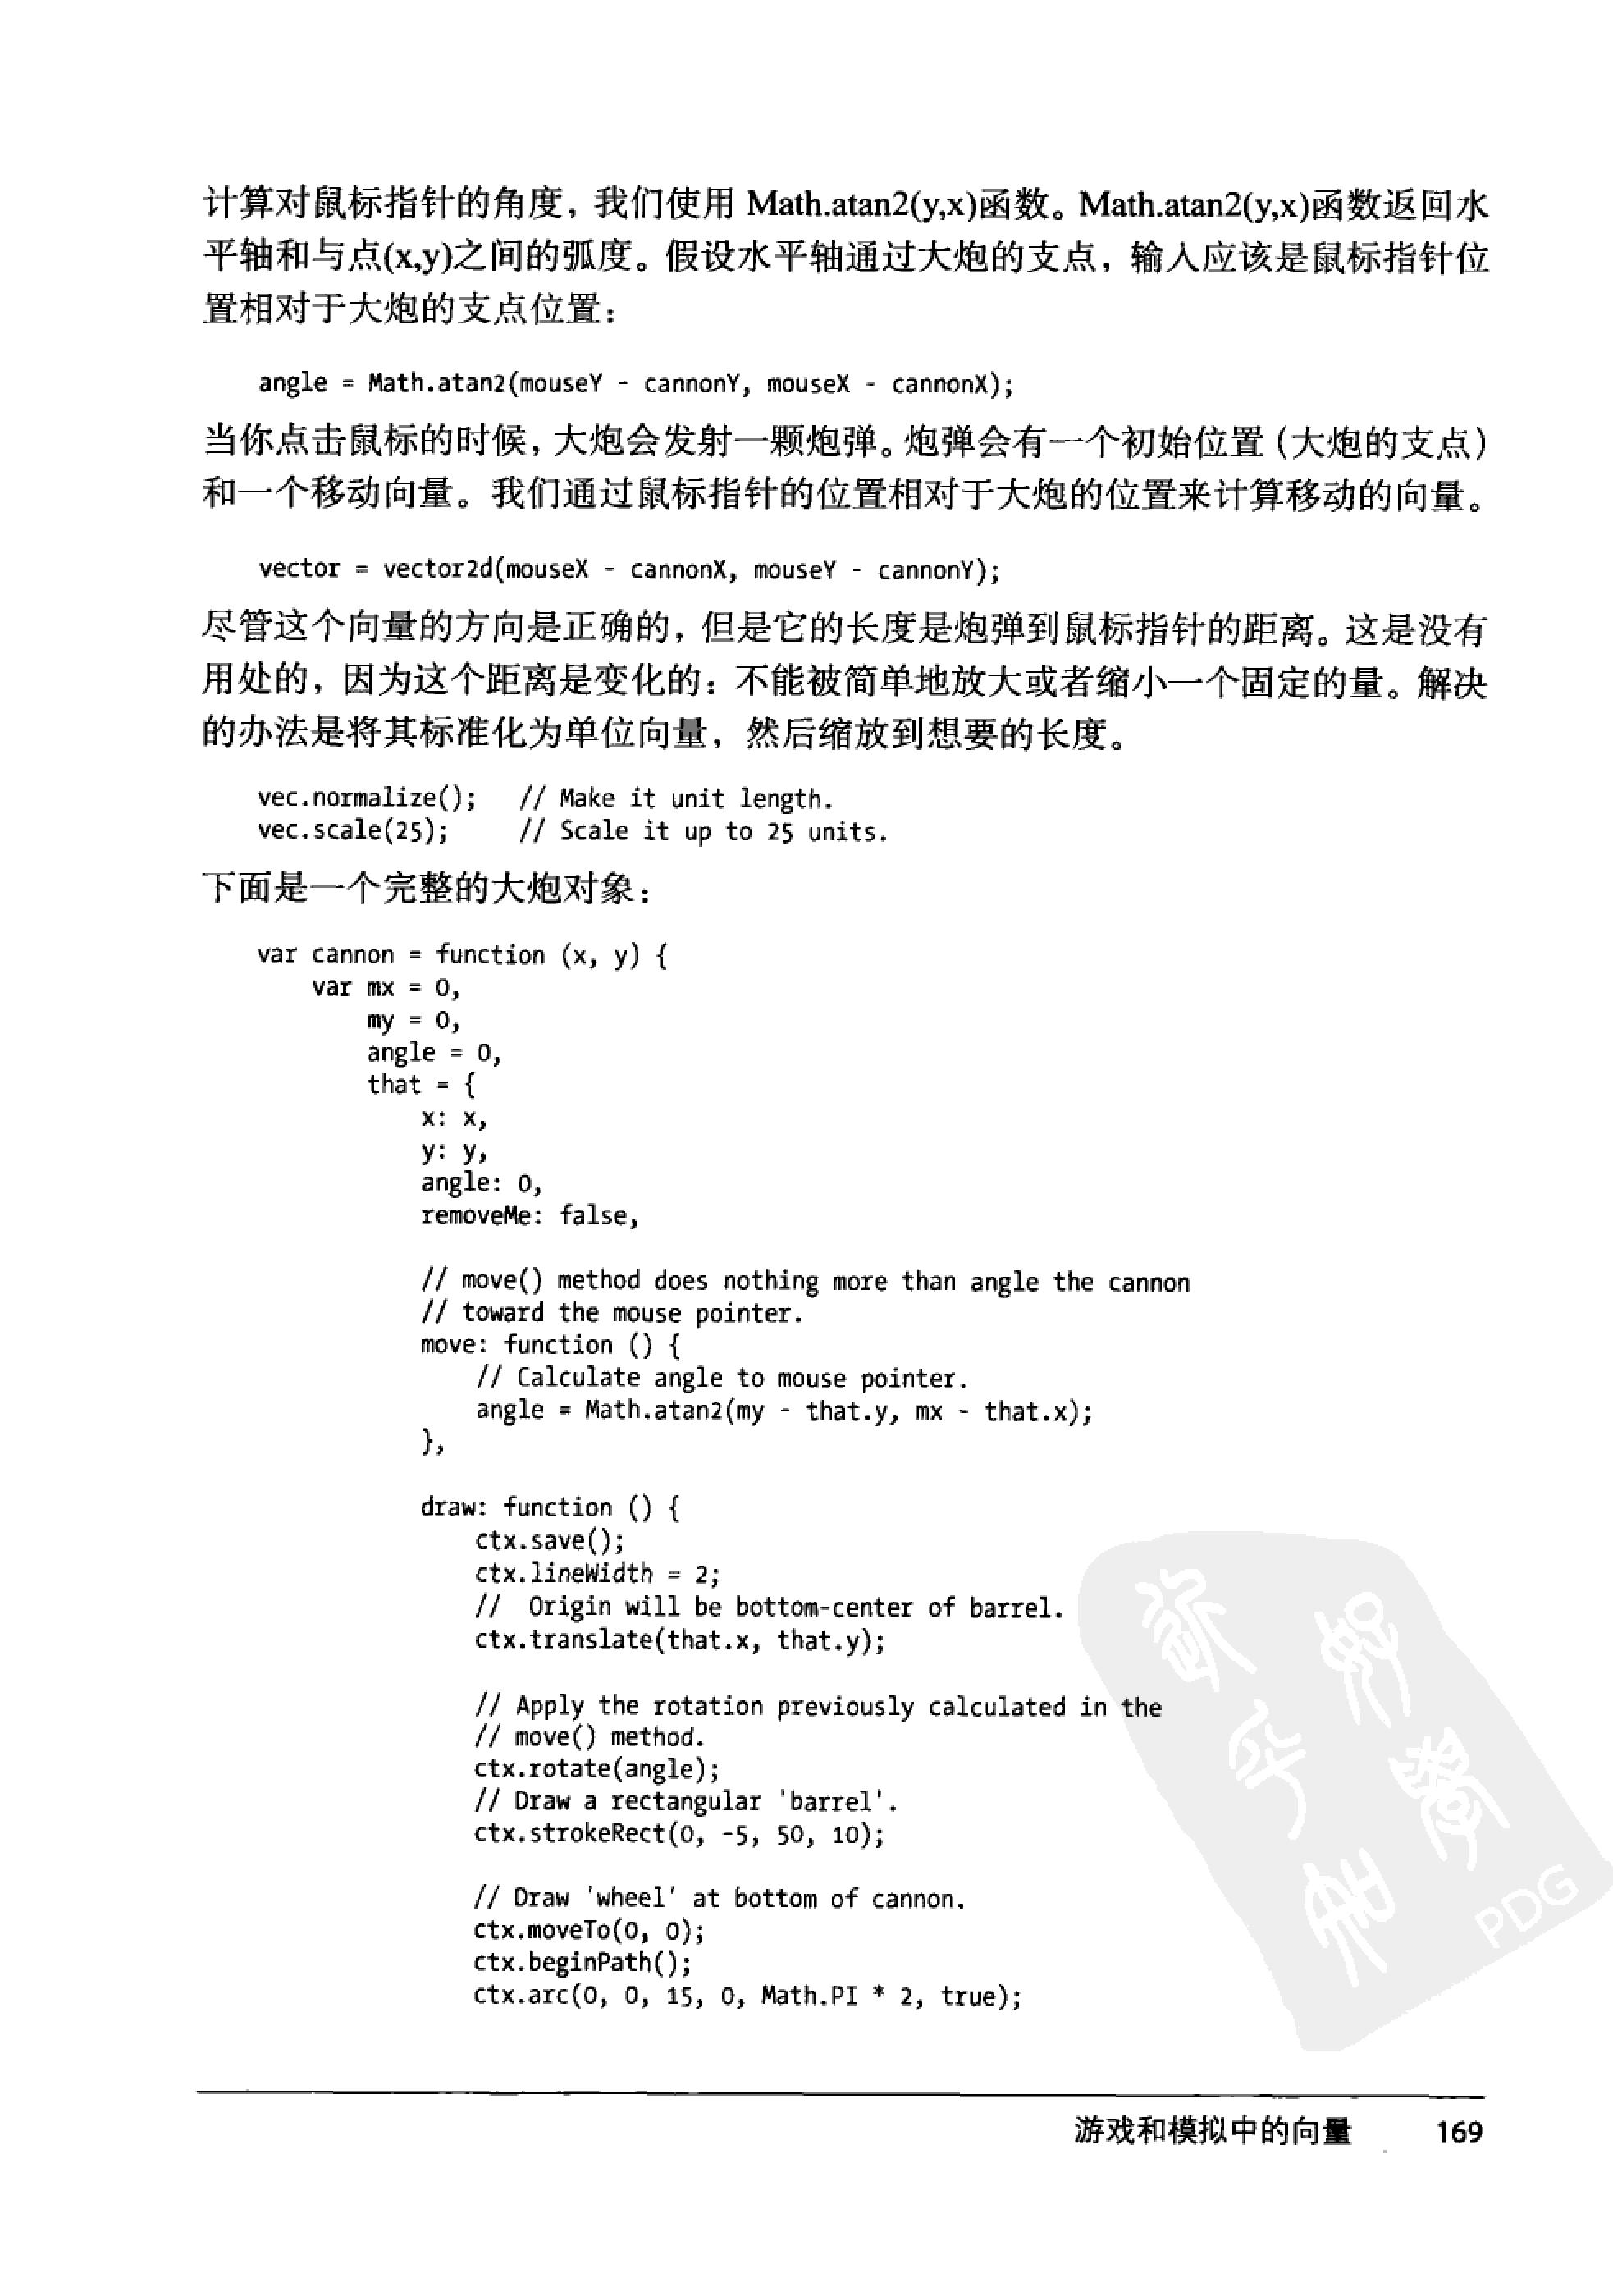 计算对鼠标指针的角度，我们使用 Math.atan2(y,x)函数。Math.atan2(y,x)函数返回水
平轴和与点(x,y)之间的弧度。假设水平轴通过大炮的支点，输入应该是鼠标指针位
置相对于大炮的支点位置：
angle = Math.atan2(mouseY - cannonY, mouseX - cannonX);
当你点击鼠标的时候，大炮会发射一颗炮弹。炮弹会有一个初始位置（大炮的支点）
和一个移动向量。我们通过鼠标指针的位置相对于大炮的位置来计算移动的向量。
vector = vector2d(mouseX - cannonX, mouseY - cannonY);
尽管这个向量的方向是正确的，但是它的长度是炮弹到鼠标指针的距离。这是没有
用处的，因为这个距离是变化的：不能被简单地放大或者缩小一个固定的量。解决
的办法是将其标准化为单位向量，然后缩放到想要的长度。
vec.normalize();   // Make it unit length.
vec.scale(25);     // Scale it up to 25 units.
下面是一个完整的大炮对象：
var cannon = function (x, y) {
    var mx = 0,
        my = 0,
        angle = 0,
        that = {
            x: x,
            y: y,
            angle: 0,
            removeMe: false,
            // move() method does nothing more than angle the cannon
            // toward the mouse pointer.
            move: function () {
                // Calculate angle to mouse pointer.
                angle = Math.atan2(my - that.y, mx - that.x);
            },
            draw: function () {
                ctx.save();
                ctx.lineWidth = 2;
                //  Origin will be bottom-center of barrel.
                ctx.translate(that.x, that.y);
                // Apply the rotation previously calculated in the
                // move() method.
                ctx.rotate(angle);
                // Draw a rectangular 'barrel'.
                ctx.strokeRect(0, -5, 50, 10);
                // Draw 'wheel' at bottom of cannon.
                ctx.moveTo(0, 0);
                ctx.beginPath();
                ctx.arc(0, 0, 15, 0, Math.PI * 2, true);
PDG
游戏和模拟中的向量 169